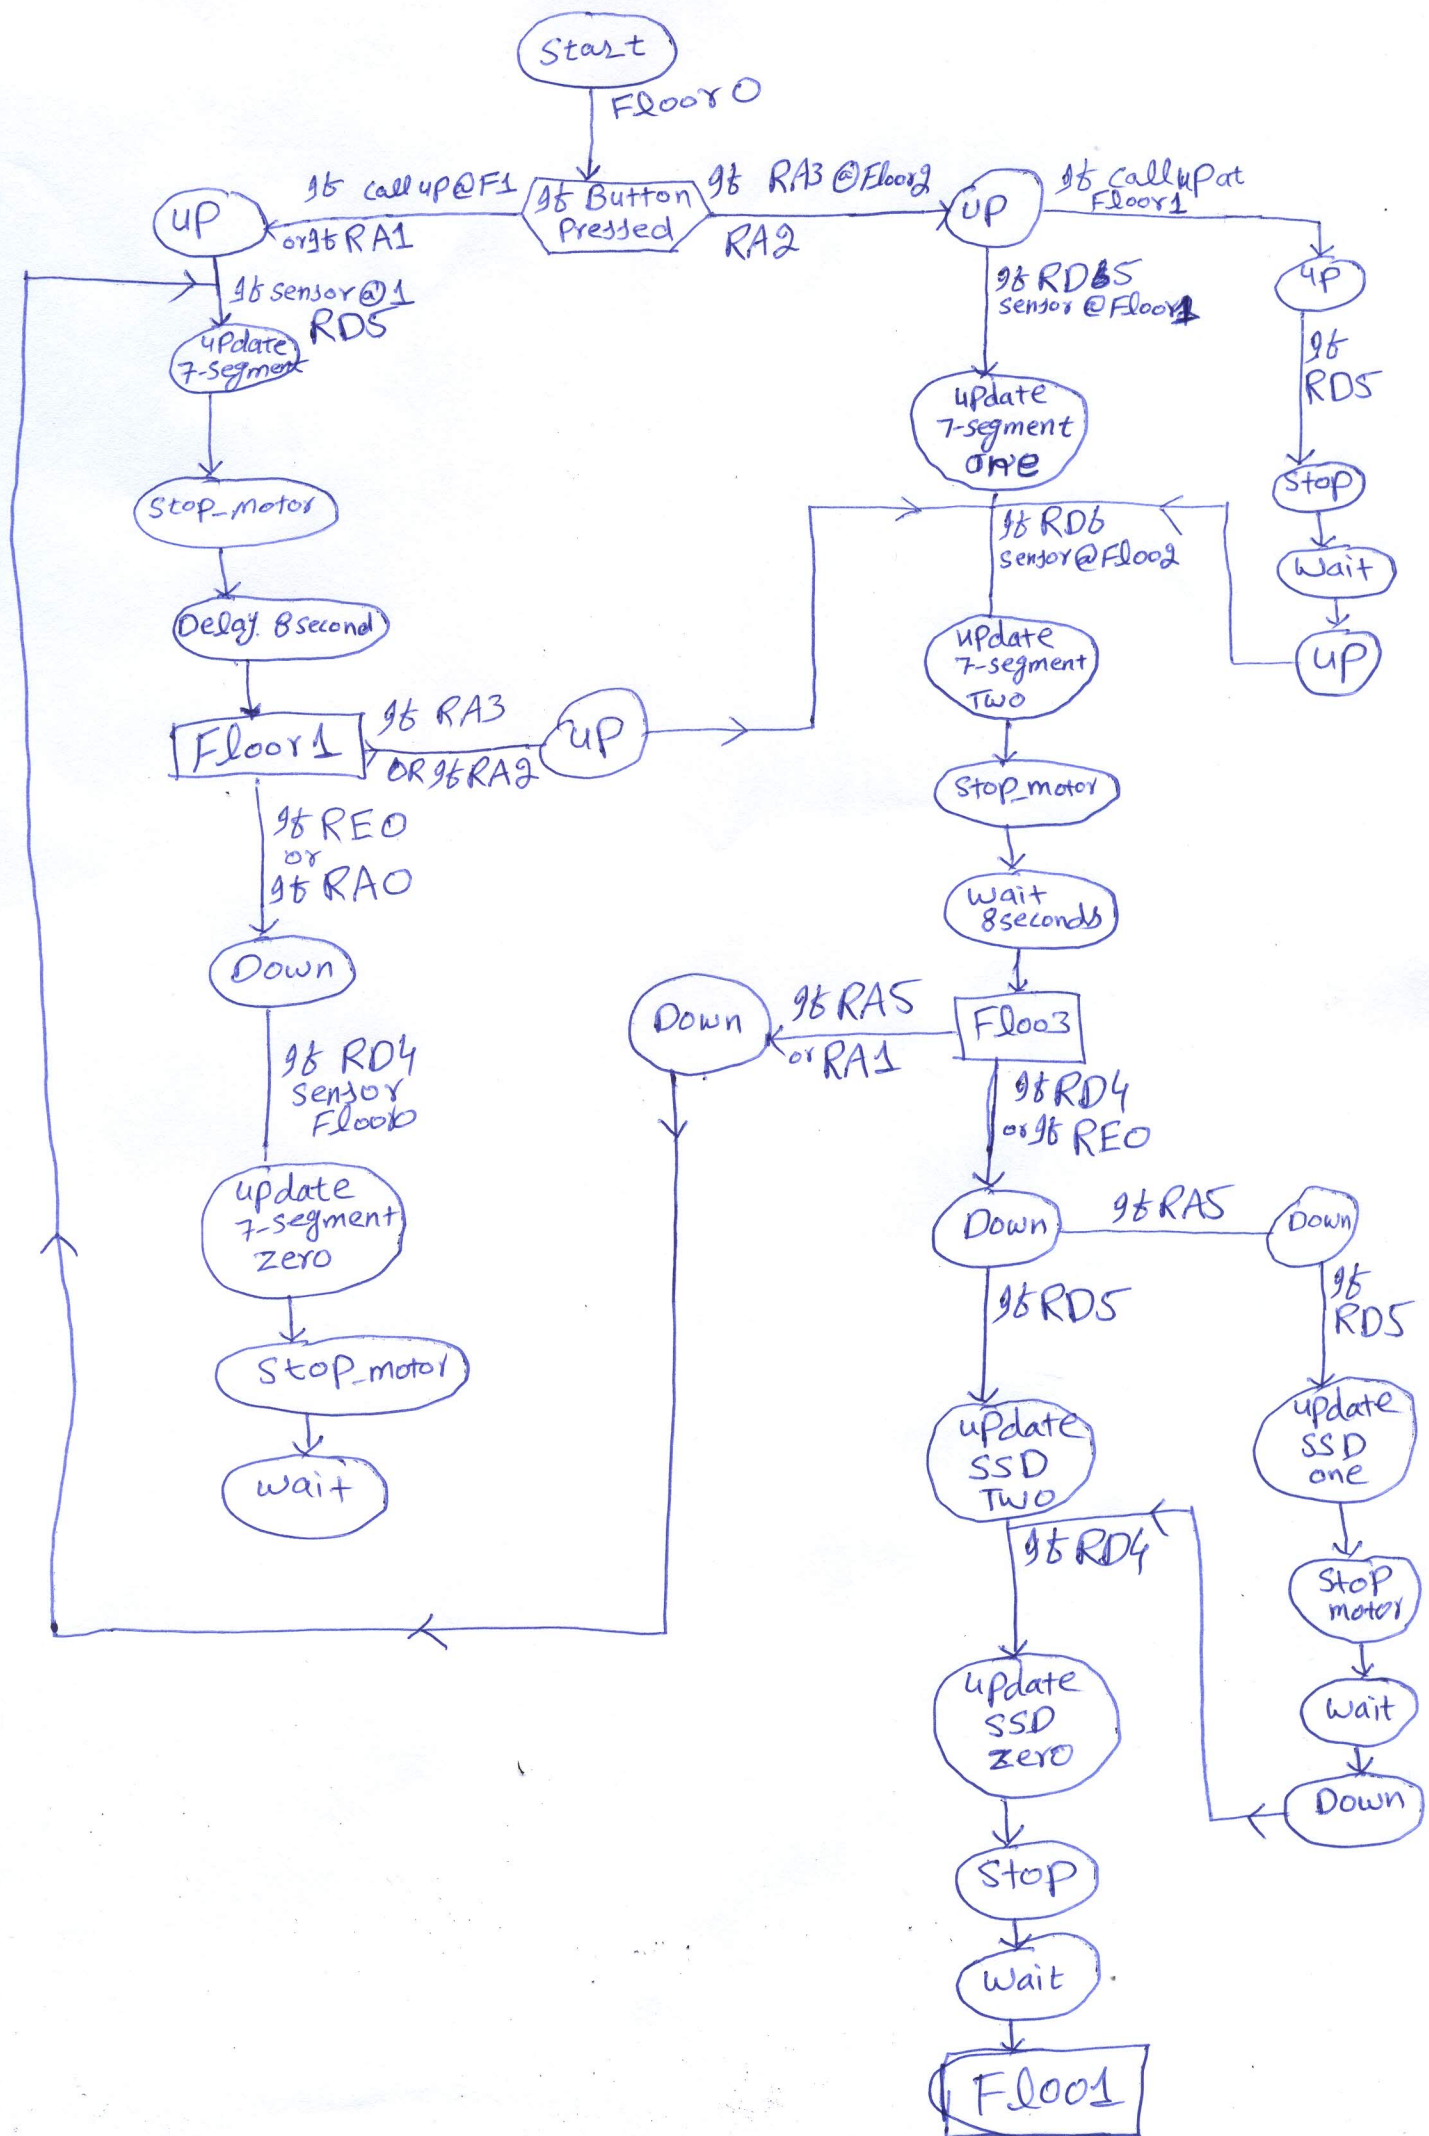 Start
Floor 0
If Button
Pressed
If call up @F1
or If RA1
UP
If sensor @ 1
RD5
update
7-segment
Stop_motor
Delay 8 second
Floor 1
If RA3
OR If RA2
UP
If REO
or
If RAO
Down
If RD4
sensor
Floor0
update
7-segment
zero
Stop_motor
wait
If RA3 @Floor2
RA2
UP
If call up at
Floor1
UP
If
RD5
Stop
Wait
UP
If RD5
sensor @ Floor1
update
7-segment
one
If RD6
sensor @ Floo2
update
7-segment
Two
Stop_motor
wait
8 seconds
Floo3
If RA5
or RA1
Down
If RD4
or If REO
Down
If RA5
Down
If
RD5
update
SSD
one
Stop
motor
wait
Down
If RD5
update
SSD
Two
If RD4
update
SSD
zero
Stop
Wait
Floo1